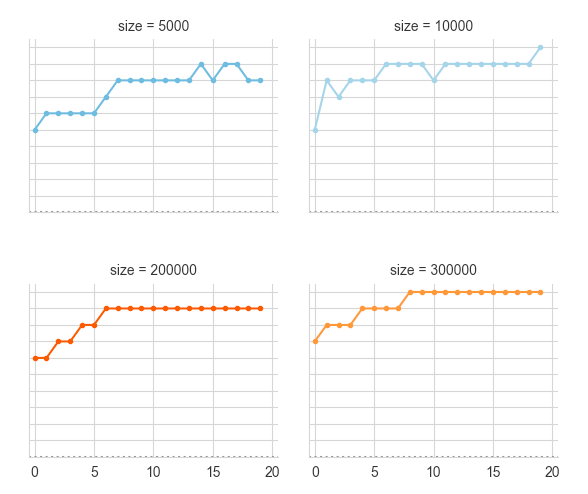 size = 5000
size = 10000
size = 200000
size = 300000
0 5 10 15 20
0 5 10 15 20